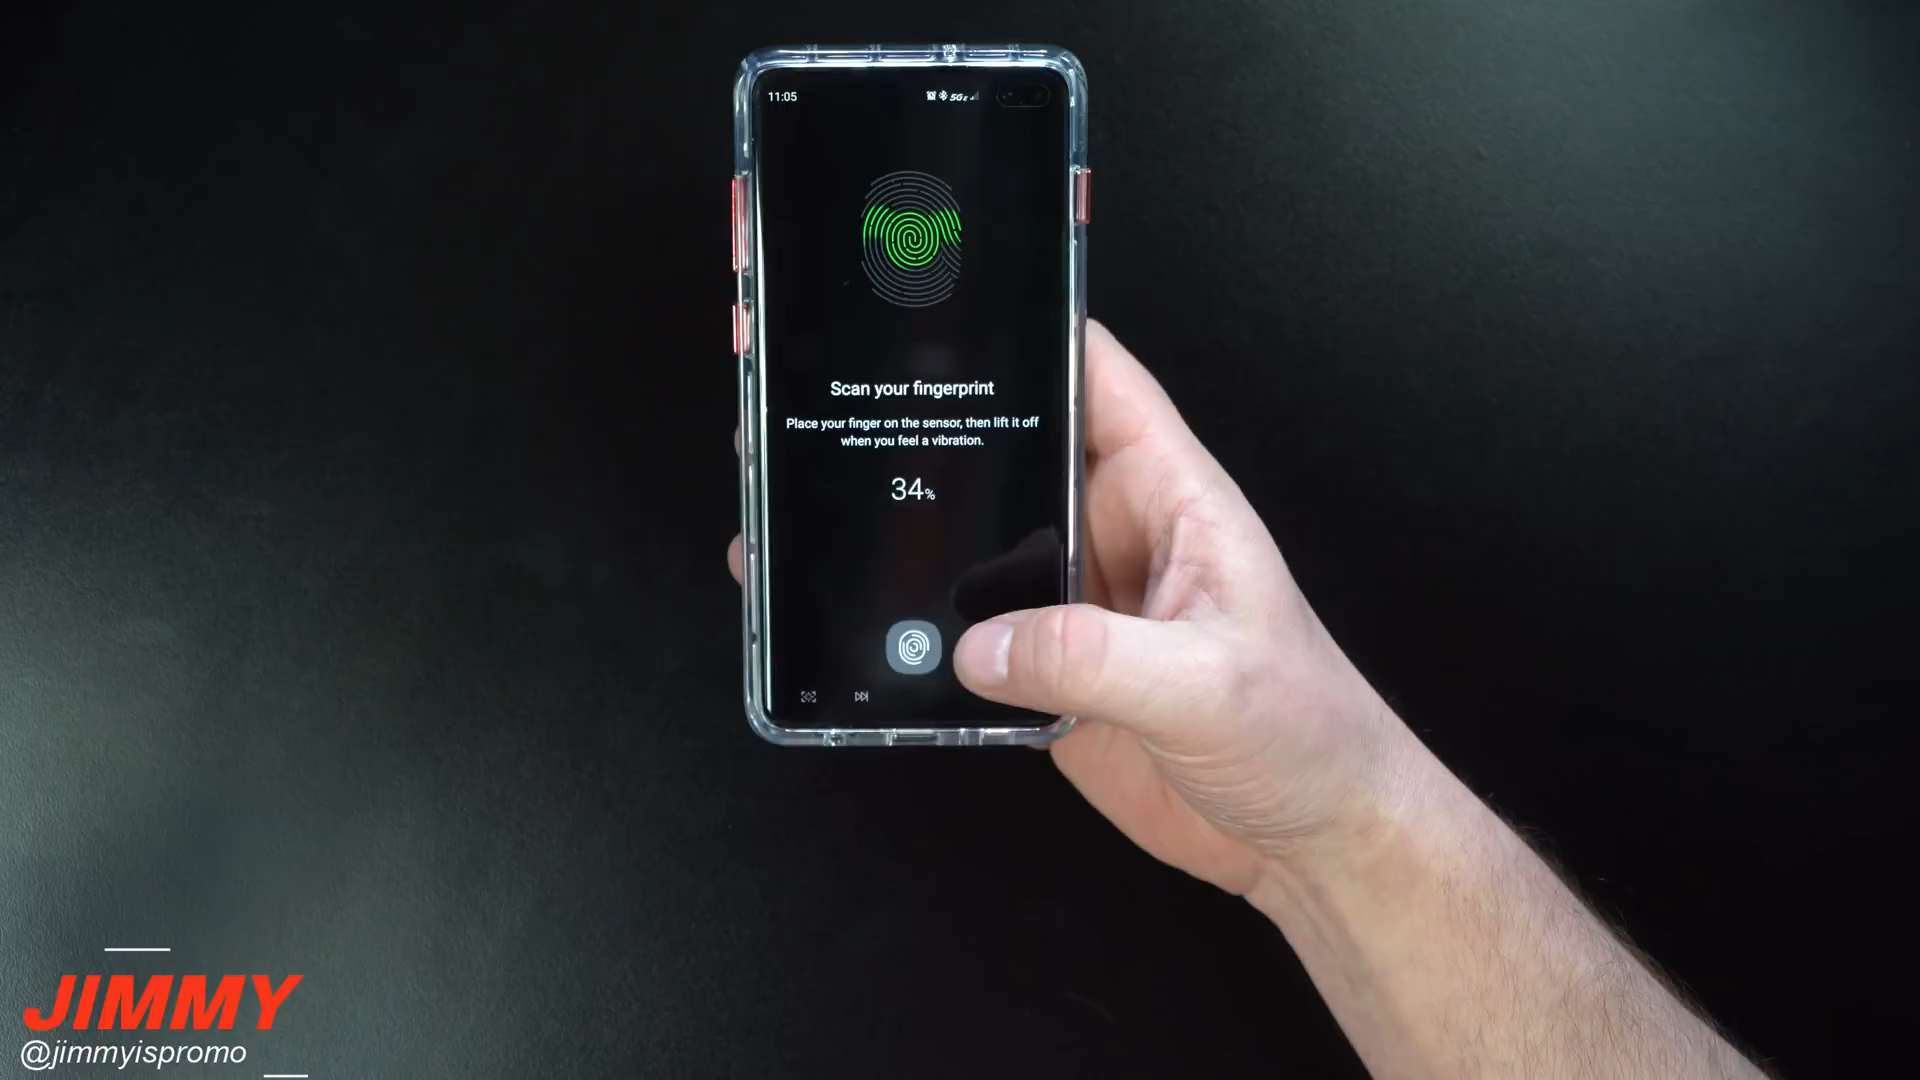 11:05
5GE
Scan your fingerprint
Place your finger on the sensor, then lift it off
when you feel a vibration.
34%
JIMMY
@jimmyispromo